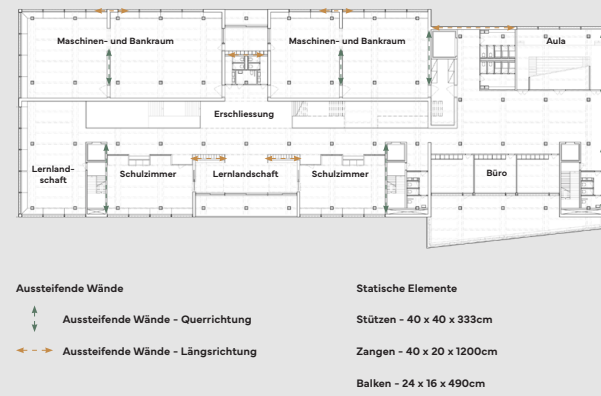 Maschinen- und Bankraum
Maschinen- und Bankraum
Aula
Erschliessung
Lernland-
schaft
Schulzimmer
Lernlandschaft
Schulzimmer
Büro
Aussteifende Wände
Aussteifende Wände - Querrichtung
Aussteifende Wände - Längsrichtung
Statische Elemente
Stützen - 40 x 40 x 333cm
Zangen - 40 x 20 x 1200cm
Balken - 24 x 16 x 490cm